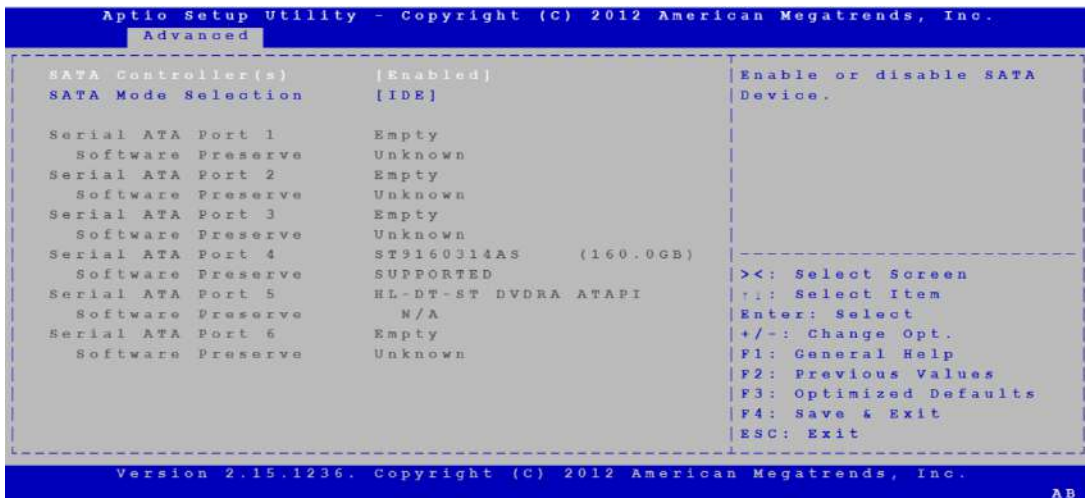 Aptio Setup Utility - Copyright (C) 2012 American Megatrends, Inc.
Advanced
SATA Controller(s) [Enabled]
SATA Mode Selection [IDE]
Serial ATA Port 1 Empty
Software Preserve Unknown
Serial ATA Port 2 Empty
Software Preserve Unknown
Serial ATA Port 3 Empty
Software Preserve Unknown
Serial ATA Port 4 ST9160314AS (160.0GB)
Software Preserve SUPPORTED
Serial ATA Port 5 HL-DT-ST DVDRA ATAPI
Software Preserve N/A
Serial ATA Port 6 Empty
Software Preserve Unknown
Enable or disable SATA
Device.
><: Select Screen
↑↓: Select Item
Enter: Select
+/-: Change Opt.
F1: General Help
F2: Previous Values
F3: Optimized Defaults
F4: Save & Exit
ESC: Exit
Version 2.15.1236. Copyright (C) 2012 American Megatrends, Inc.
AB